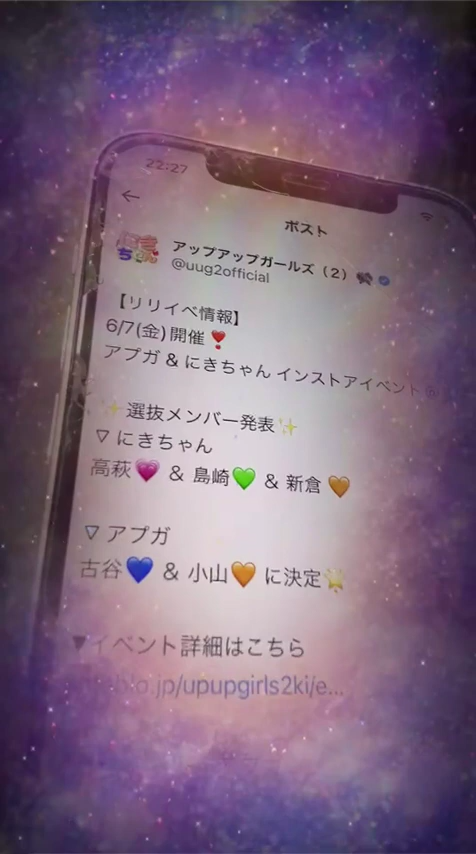 22:27
ポスト
アップアップガールズ（2）
@uug2official
【リリイベ情報】
6/7(金)開催❣️
アプガ & にきちゃん インストアイベント
✨選抜メンバー発表✨
▽にきちゃん
高萩💗 & 島崎💚 & 新倉🧡
▽アプガ
古谷💙 & 小山🧡 に決定🌟
▼イベント詳細はこちら
.jp/upupgirls2ki/e...